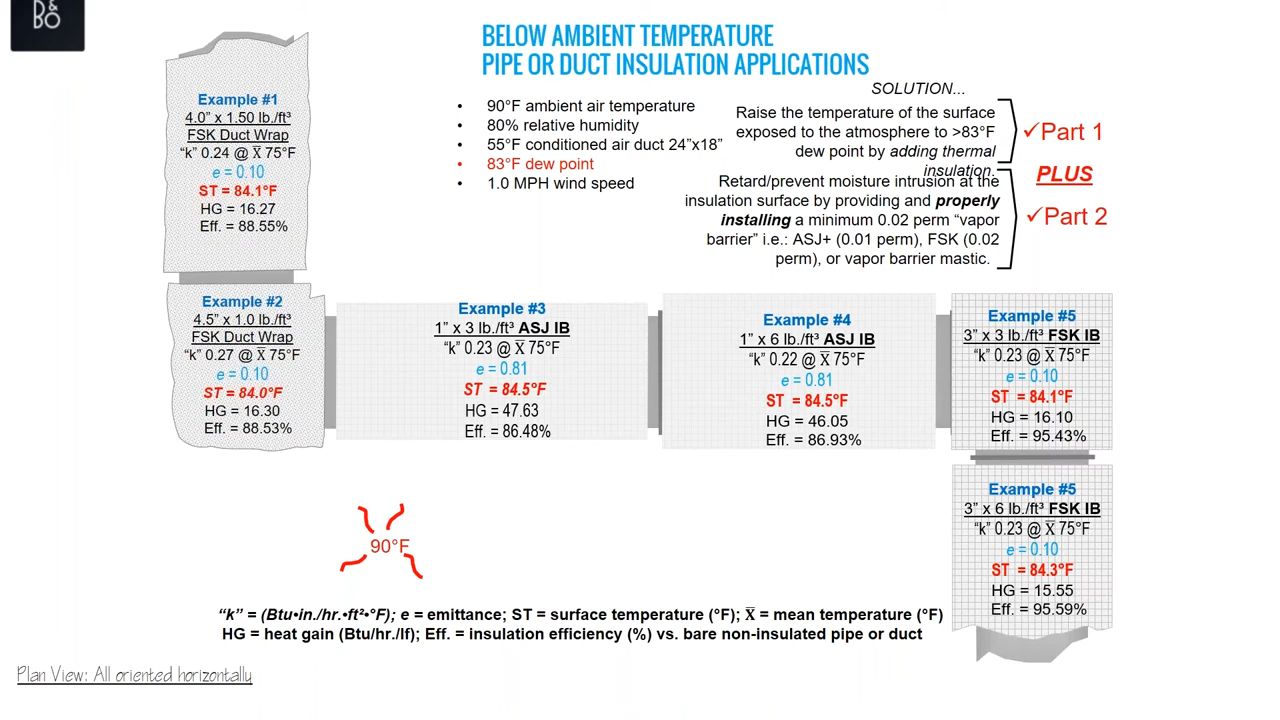 B&
BO
BELOW AMBIENT TEMPERATURE
PIPE OR DUCT INSULATION APPLICATIONS
• 90°F ambient air temperature
• 80% relative humidity
• 55°F conditioned air duct 24”x18”
• 83°F dew point
• 1.0 MPH wind speed
SOLUTION...
Raise the temperature of the surface
exposed to the atmosphere to >83°F
dew point by adding thermal
insulation.
✓Part 1
PLUS
Retard/prevent moisture intrusion at the
insulation surface by providing and properly
installing a minimum 0.02 perm “vapor
barrier” i.e.: ASJ+ (0.01 perm), FSK (0.02
perm), or vapor barrier mastic.
✓Part 2
Example #1
4.0” x 1.50 lb./ft³
FSK Duct Wrap
“k” 0.24 @ X̅ 75°F
e = 0.10
ST = 84.1°F
HG = 16.27
Eff. = 88.55%
Example #2
4.5” x 1.0 lb./ft³
FSK Duct Wrap
“k” 0.27 @ X̅ 75°F
e = 0.10
ST = 84.0°F
HG = 16.30
Eff. = 88.53%
Example #3
1” x 3 lb./ft³ ASJ IB
“k” 0.23 @ X̅ 75°F
e = 0.81
ST = 84.5°F
HG = 47.63
Eff. = 86.48%
Example #4
1” x 6 lb./ft³ ASJ IB
“k” 0.22 @ X̅ 75°F
e = 0.81
ST = 84.5°F
HG = 46.05
Eff. = 86.93%
Example #5
3” x 3 lb./ft³ FSK IB
“k” 0.23 @ X̅ 75°F
e = 0.10
ST = 84.1°F
HG = 16.10
Eff. = 95.43%
Example #5
3” x 6 lb./ft³ FSK IB
“k” 0.23 @ X̅ 75°F
e = 0.10
ST = 84.3°F
HG = 15.55
Eff. = 95.59%
90°F
“k” = (Btu•in./hr.•ft²•°F); e = emittance; ST = surface temperature (°F); X̅ = mean temperature (°F)
HG = heat gain (Btu/hr./lf); Eff. = insulation efficiency (%) vs. bare non-insulated pipe or duct
Plan View: All oriented horizontally